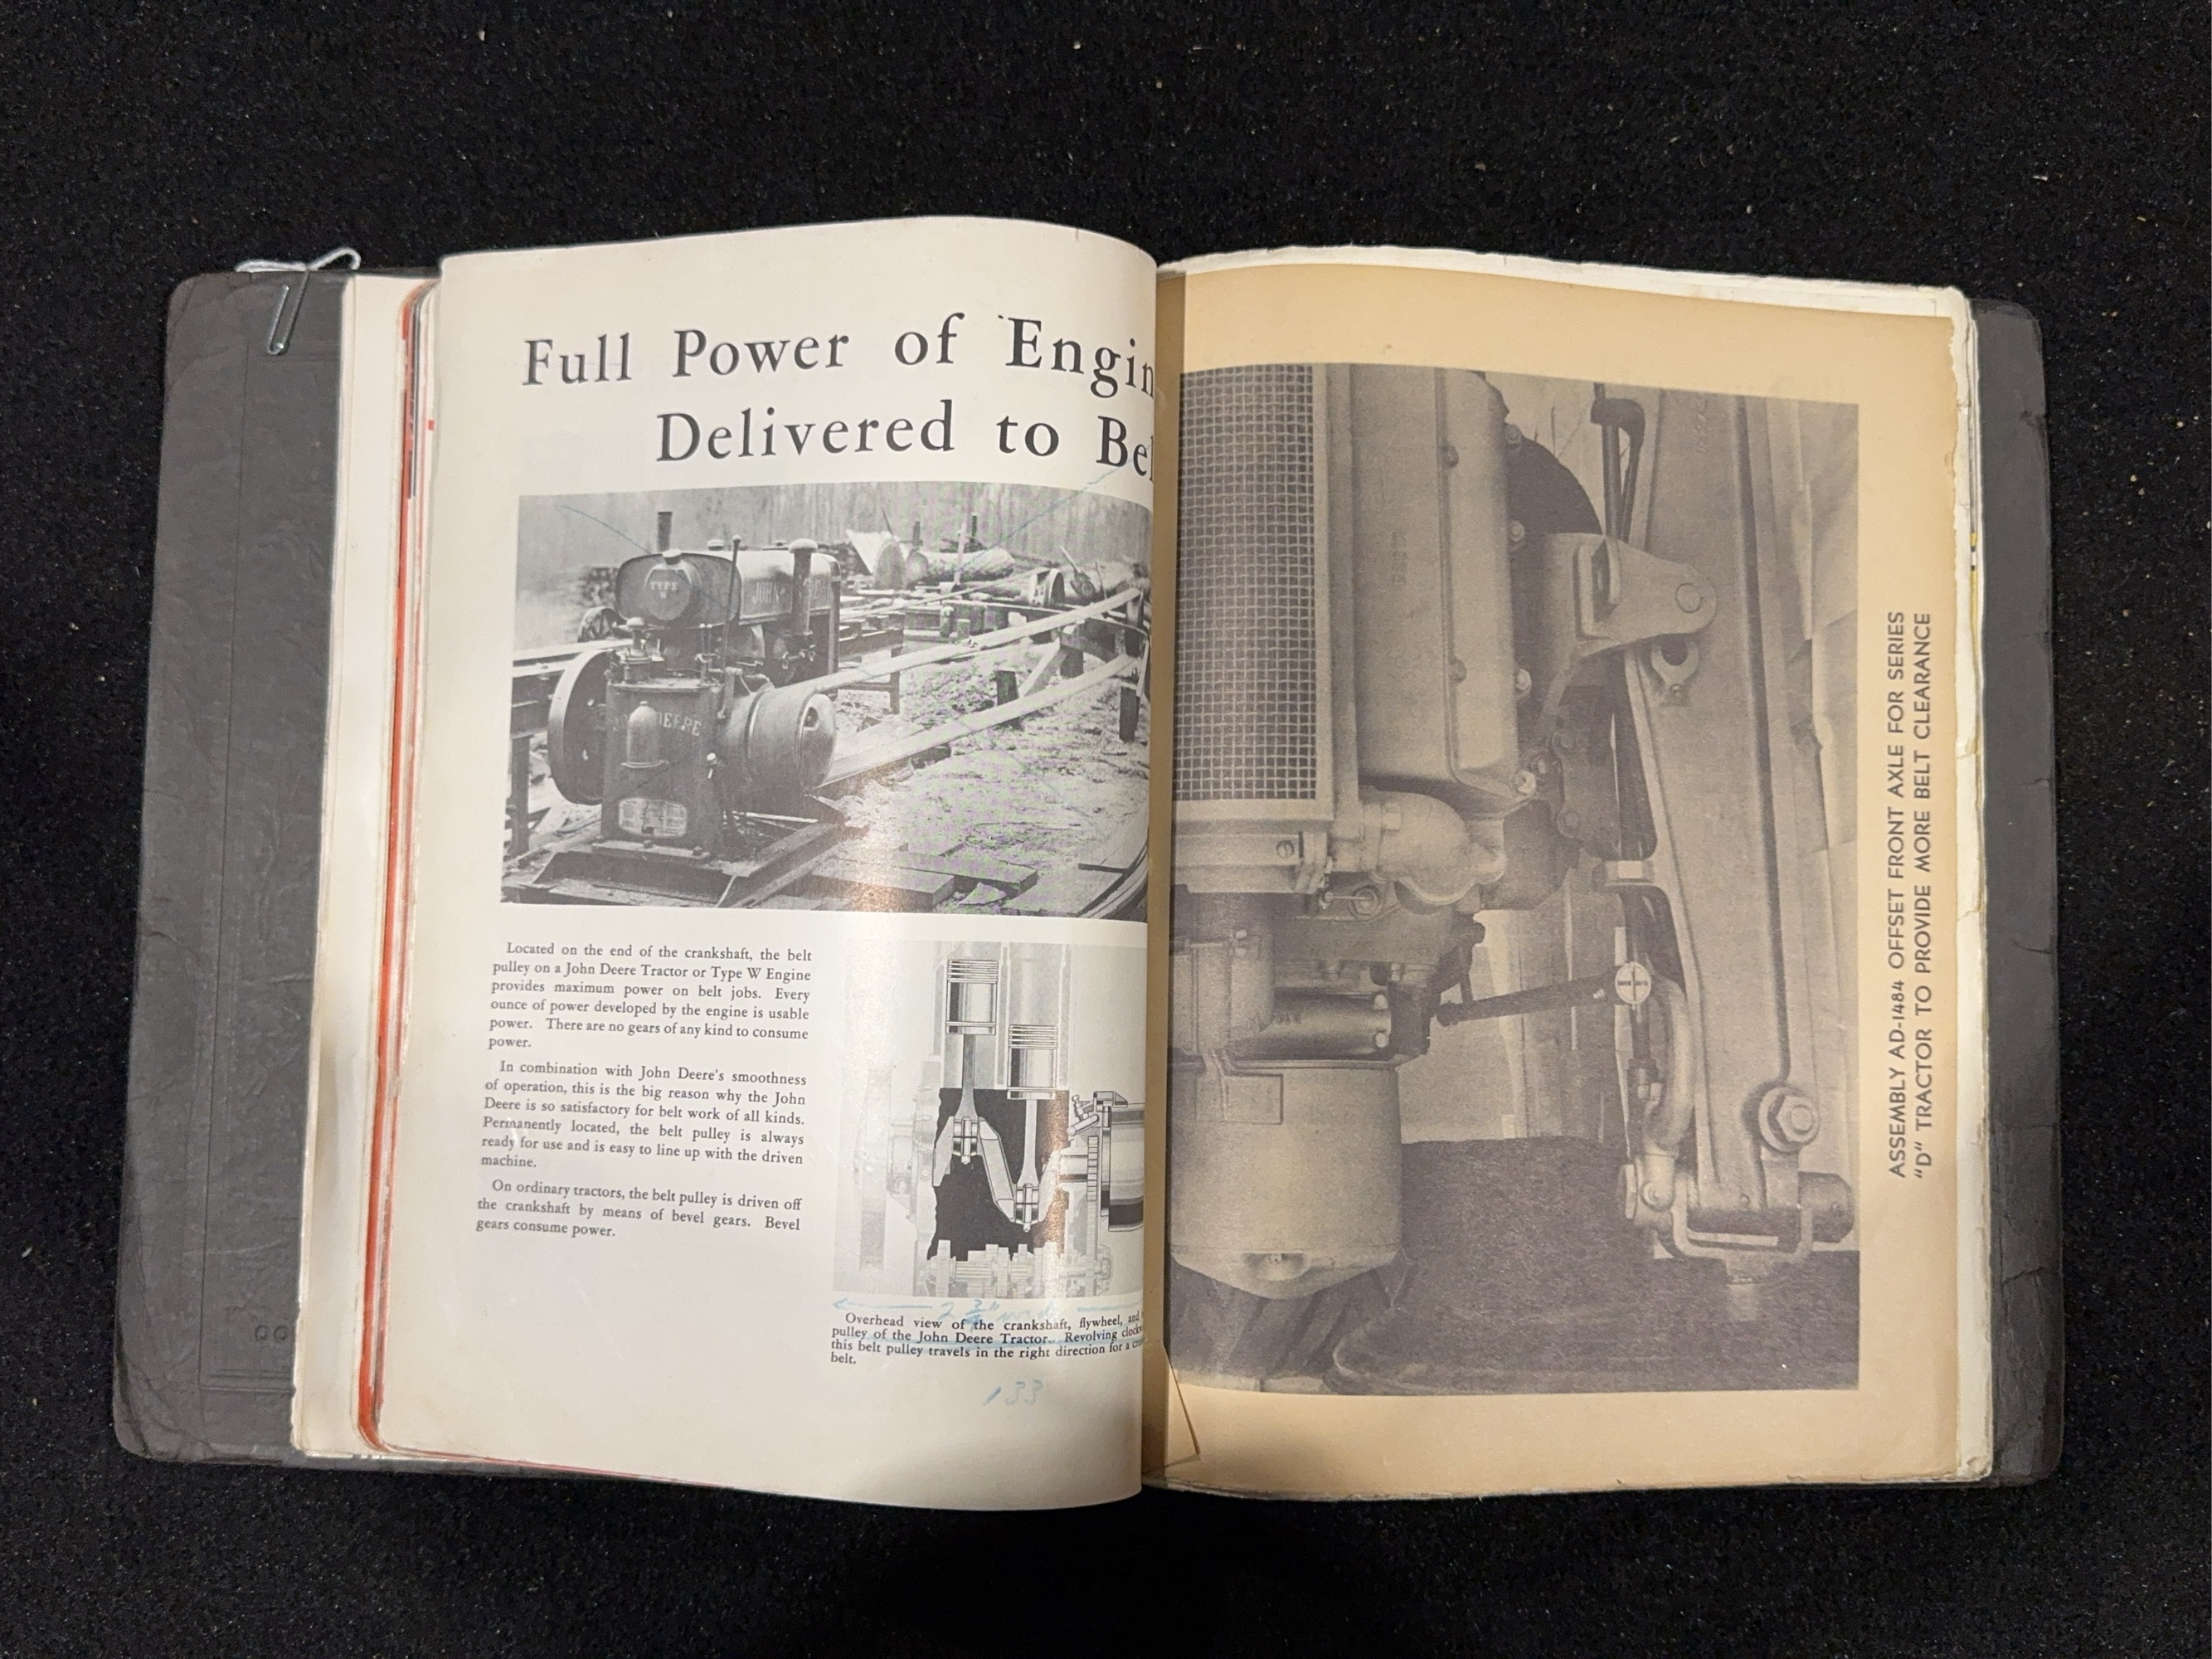 Full Power of Engin
Delivered to Bel
TYPE
W
JOHN
DEERE
Located on the end of the crankshaft, the belt
pulley on a John Deere Tractor or Type W Engine
provides maximum power on belt jobs. Every
ounce of power developed by the engine is usable
power. There are no gears of any kind to consume
power.
In combination with John Deere's smoothness
of operation, this is the big reason why the John
Deere is so satisfactory for belt work of all kinds.
Permanently located, the belt pulley is always
ready for use and is easy to line up with the driven
machine.
On ordinary tractors, the belt pulley is driven off
the crankshaft by means of bevel gears. Bevel
gears consume power.
Overhead view of the crankshaft, flywheel, and
pulley of the John Deere Tractor. Revolving clockw
this belt pulley travels in the right direction for a
belt.
133
ASSEMBLY AD-1484 OFFSET FRONT AXLE FOR SERIES
"D" TRACTOR TO PROVIDE MORE BELT CLEARANCE